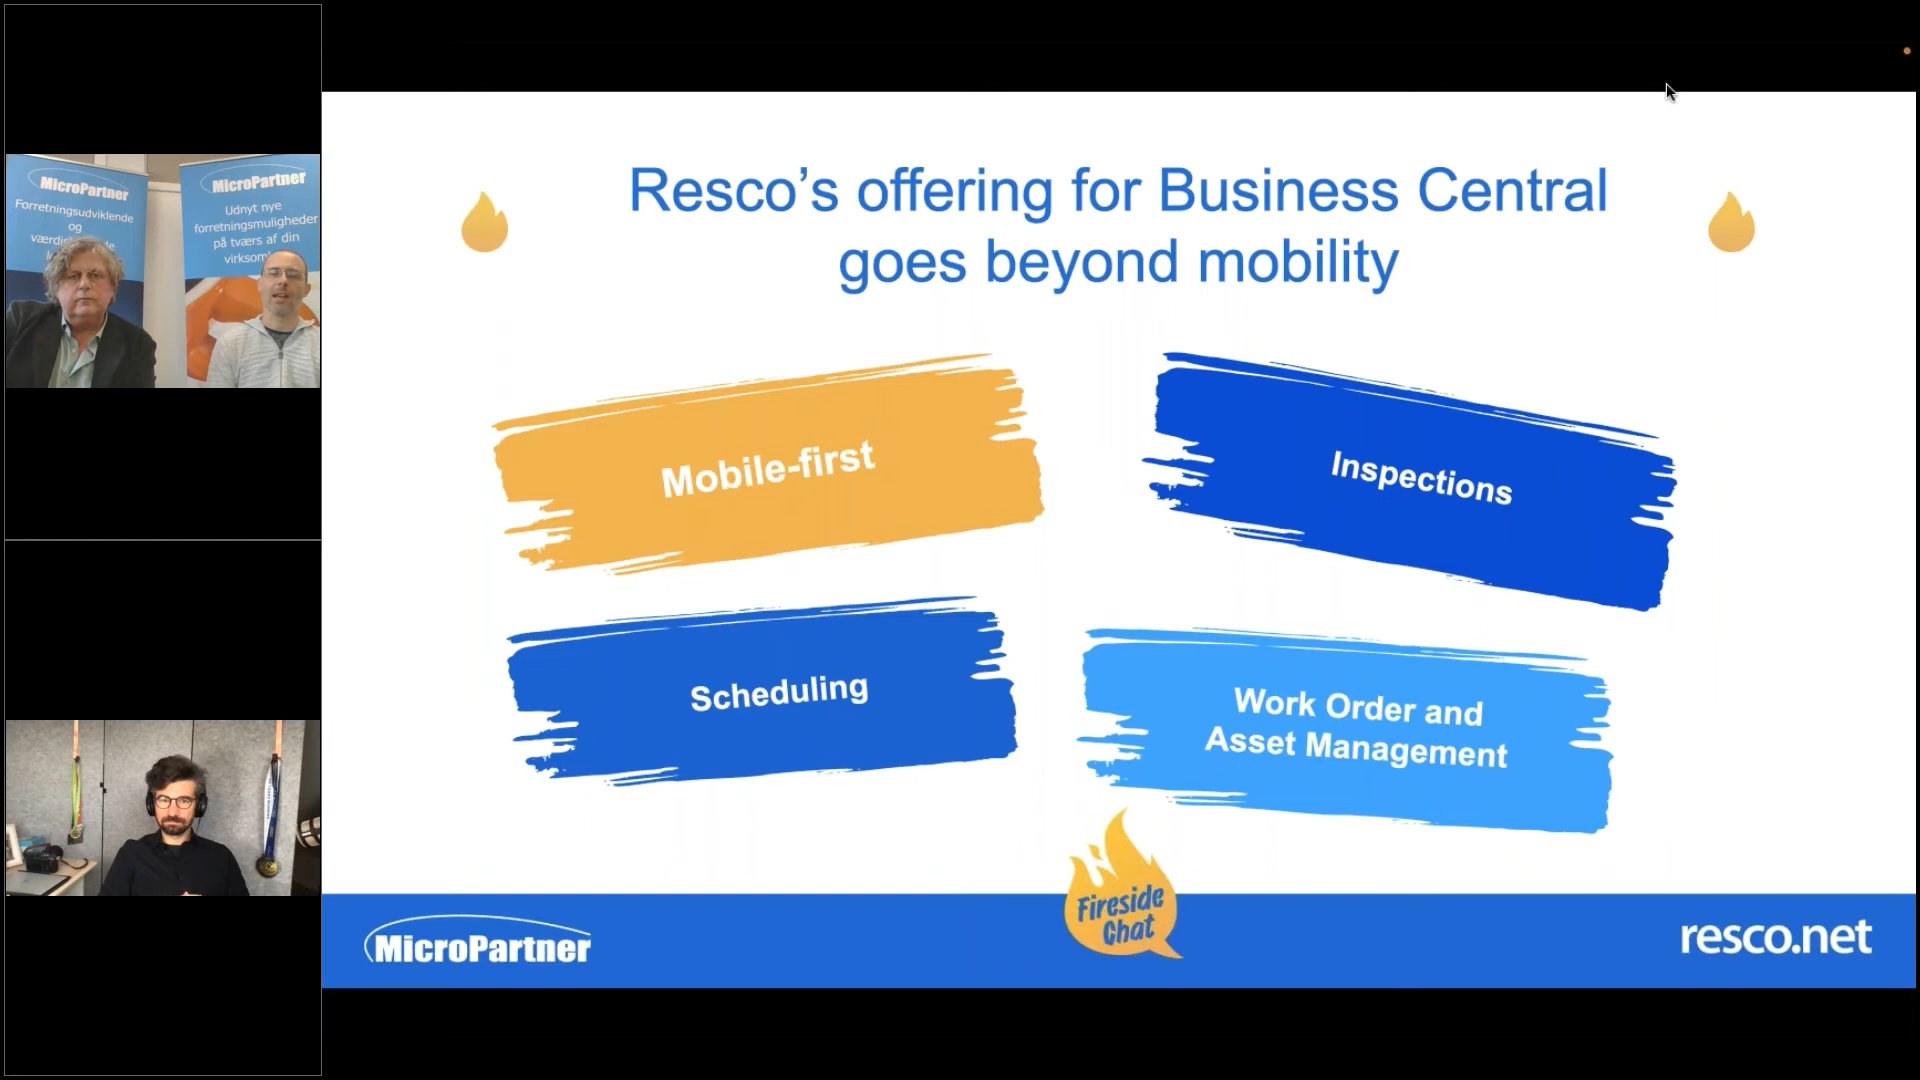 MicroPartner
Forretningsudviklende
og
MicroPartner
Udnyt nye
forretningsmuligheder
på tværs af din
Resco’s offering for Business Central
goes beyond mobility
Mobile-first
Inspections
Scheduling
Work Order and
Asset Management
MicroPartner
Fireside
Chat
resco.net